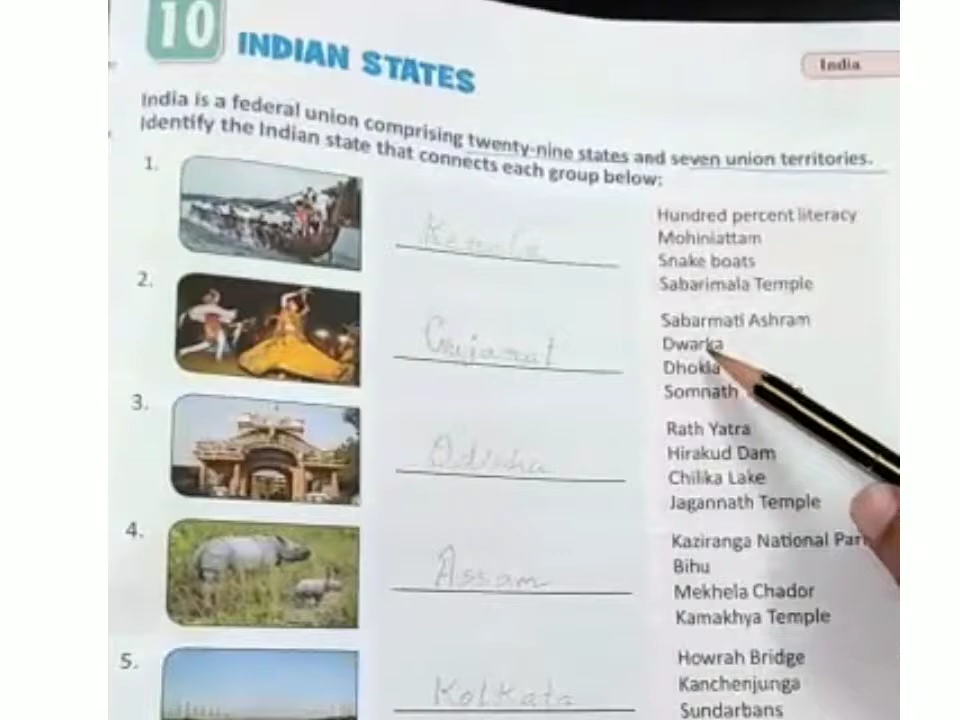 10
INDIAN STATES
India
India is a federal union comprising twenty-nine states and seven union territories.
Identify the Indian state that connects each group below:
1.
Kerala
Hundred percent literacy
Mohiniattam
Snake boats
Sabarimala Temple
2.
Gujarat
Sabarmati Ashram
Dwarka
Dhokla
Somnath
3.
Odisha
Rath Yatra
Hirakud Dam
Chilika Lake
Jagannath Temple
4.
Assam
Kaziranga National Park
Bihu
Mekhela Chador
Kamakhya Temple
5.
Kolkata
Howrah Bridge
Kanchenjunga
Sundarbans